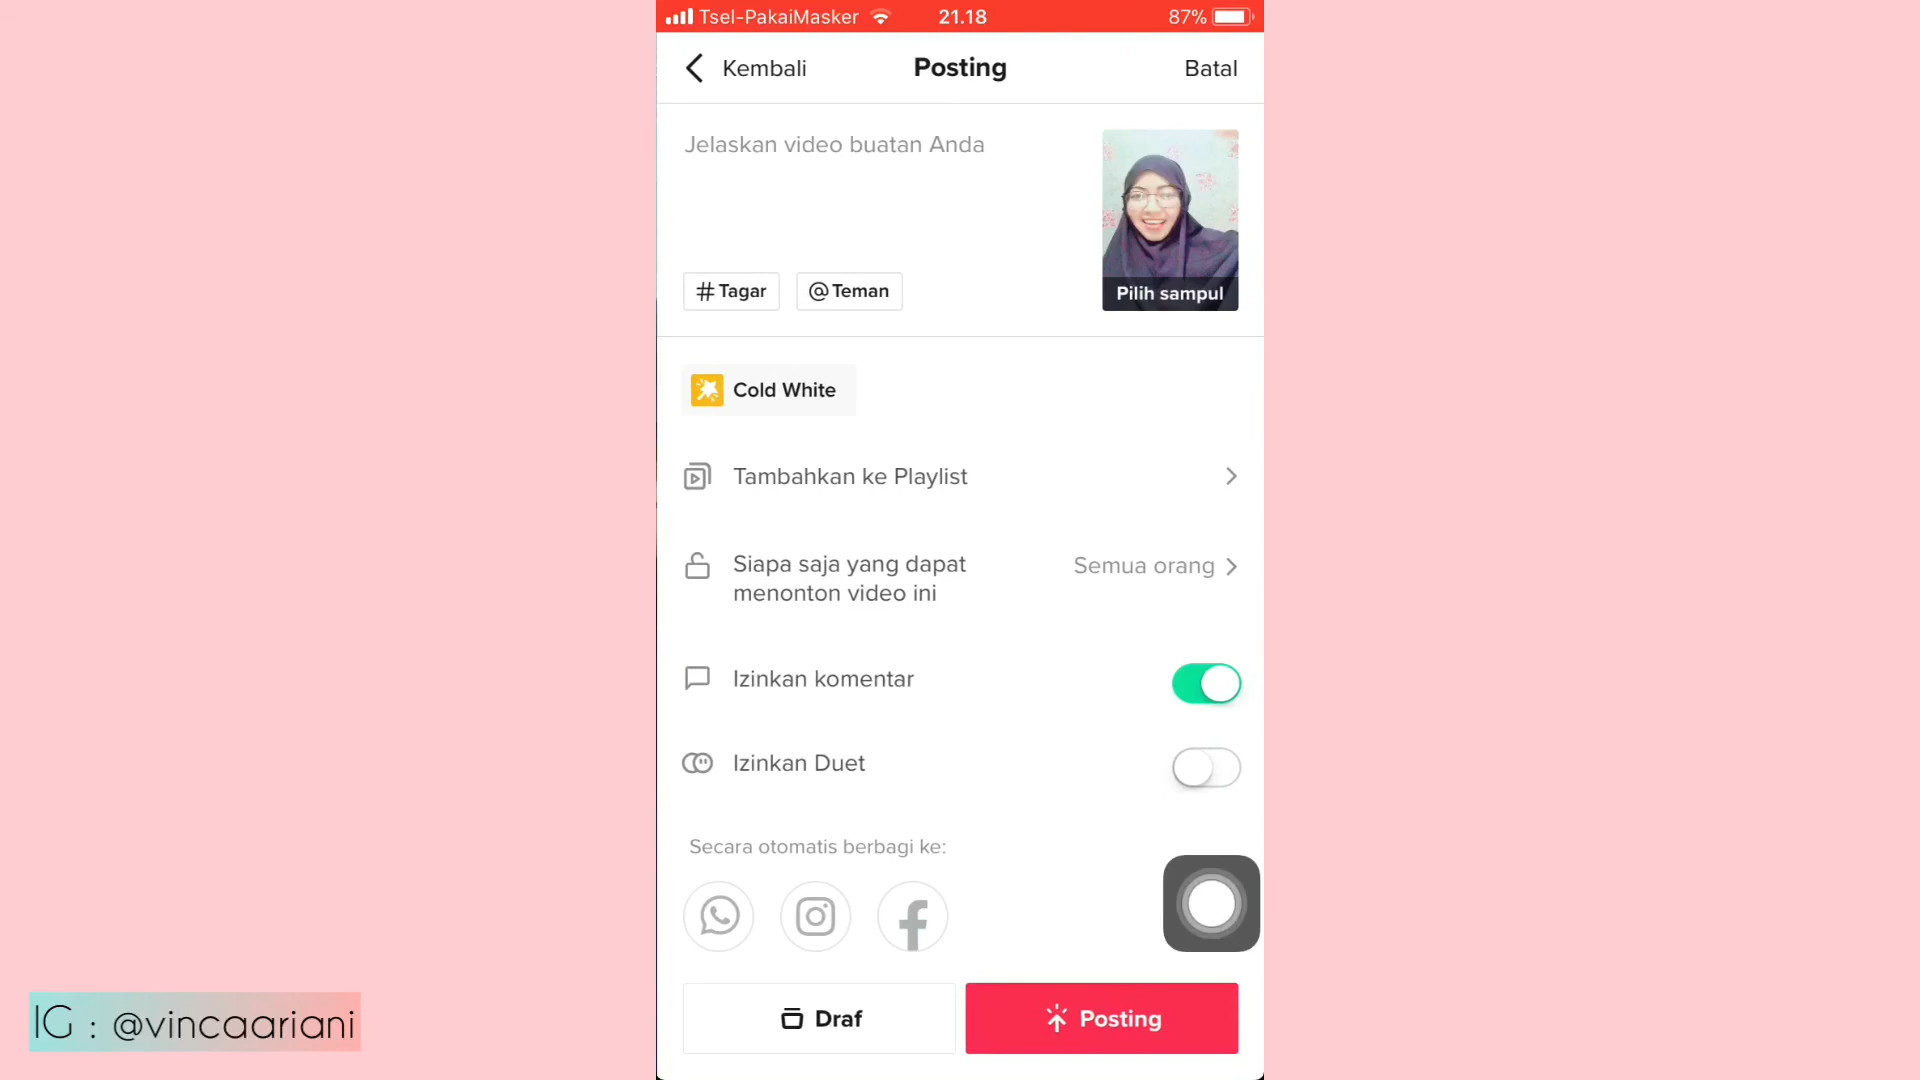 Tsel-PakaiMasker 21.18 87%
Kembali Posting Batal
Jelaskan video buatan Anda
#Tagar @Teman
Pilih sampul
Cold White
Tambahkan ke Playlist
Siapa saja yang dapat
menonton video ini
Semua orang
Izinkan komentar
Izinkan Duet
Secara otomatis berbagi ke:
Draf Posting
IG : @vincaariani